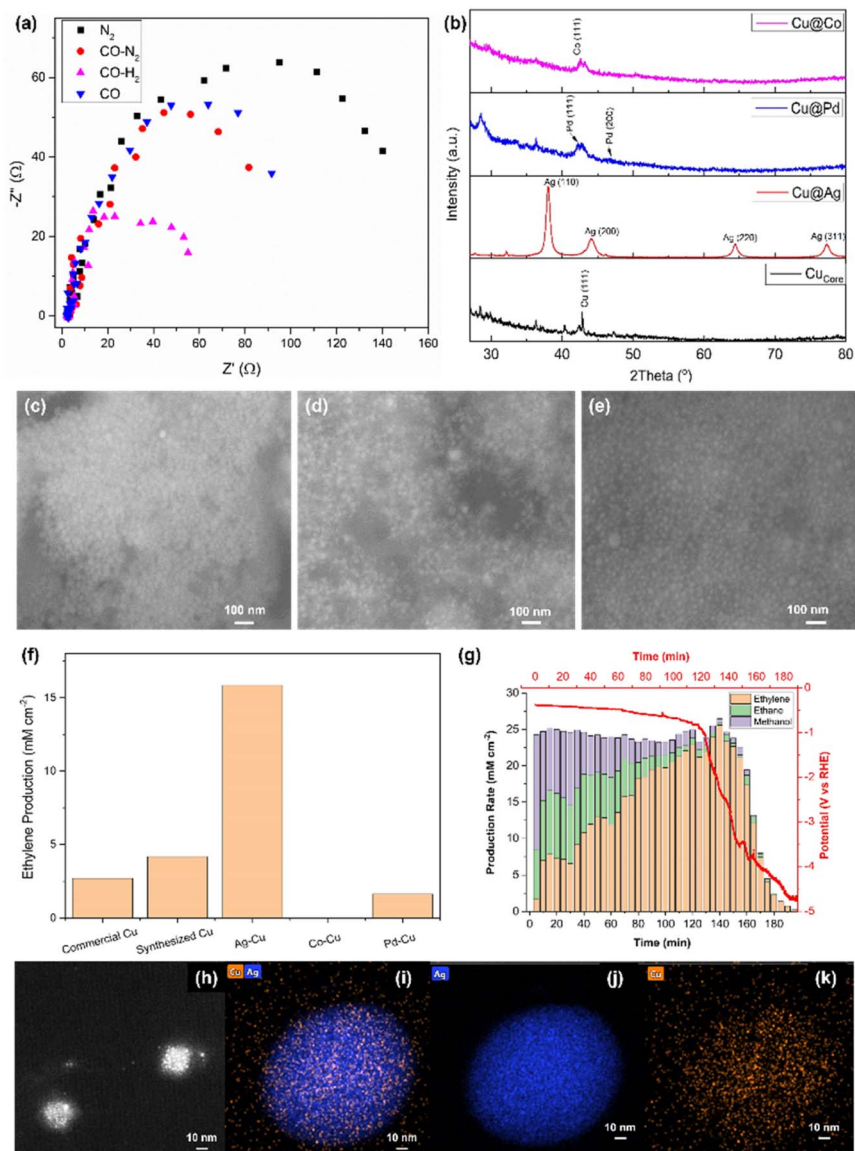 (a)
N₂
CO-N₂
CO-H₂
CO
60
40
20
0
-Z" (Ω)
0 20 40 60 80 100 120 140 160
Z' (Ω)
(b)
Cu@Co
Co (111)
Cu@Pd
Pd (111)
Pd (200)
Cu@Ag
Ag (110)
Ag (200)
Ag (220)
Ag (311)
Cu_Core
Cu (111)
Intensity (a.u.)
30 40 50 60 70 80
2Theta (°)
(c)
100 nm
(d)
100 nm
(e)
100 nm
(f)
15
10
5
0
Ethylene Production (mM cm⁻²)
Commercial Cu
Synthesized Cu
Ag-Cu
Co-Cu
Pd-Cu
(g)
Time (min)
0 20 30 40 60 80 100 120 140 160 180
Ethylene
Ethane
Methanol
30
25
20
15
10
5
0
Production Rate (mM cm⁻²)
0
-1
-2
-3
-4
-5
Potential (V vs RHE)
0 20 40 60 80 100 120 140 160 180
Time (min)
(h)
10 nm
Cu Ag
(i)
10 nm
Ag
(j)
10 nm
Cu
(k)
10 nm